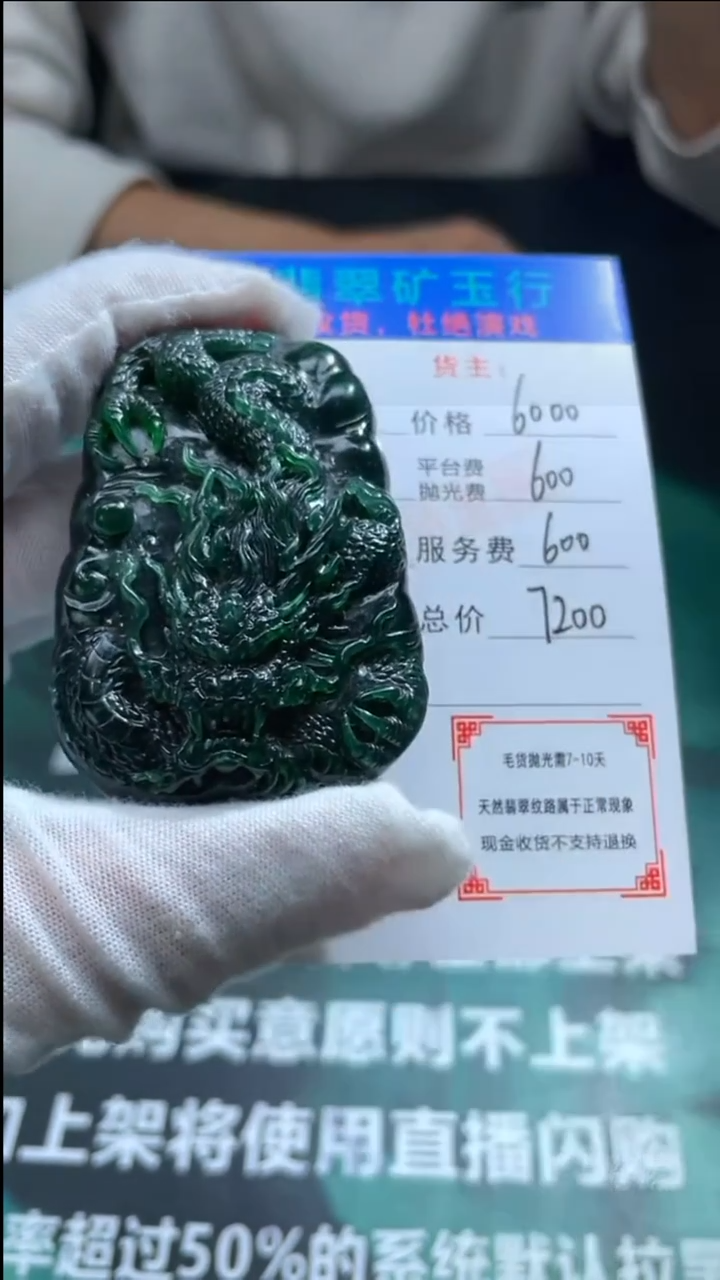 翡翠矿玉行
收货，杜绝演戏
货主：
价格 6000
平台费
抛光费 600
服务费 600
总价 7200
毛货抛光需7-10天
天然翡翠纹路属于正常现象
现金收货不支持退换
购买意愿则不上架
上架将使用直播闪购
率超过50%的系统默认拉黑